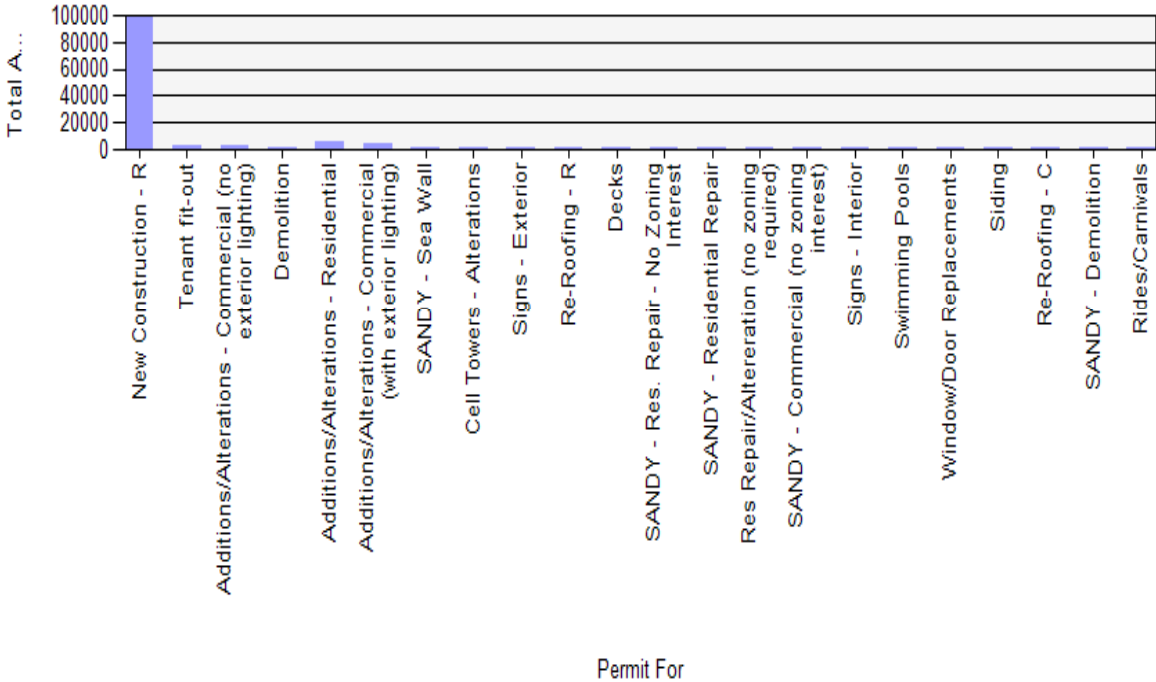 Total A...
100000
80000
60000
40000
20000
0
New Construction - R
Tenant fit-out
Additions/Alterations - Commercial (no
exterior lighting)
Demolition
Additions/Alterations - Residential
Additions/Alterations - Commercial
(with exterior lighting)
SANDY - Sea Wall
Cell Towers - Alterations
Signs - Exterior
Re-Roofing - R
Decks
SANDY - Res. Repair - No Zoning
Interest
SANDY - Residential Repair
Res Repair/Altereration (no zoning
required)
SANDY - Commercial (no zoning
interest)
Signs - Interior
Swimming Pools
Window/Door Replacements
Siding
Re-Roofing - C
SANDY - Demolition
Rides/Carnivals
Permit For